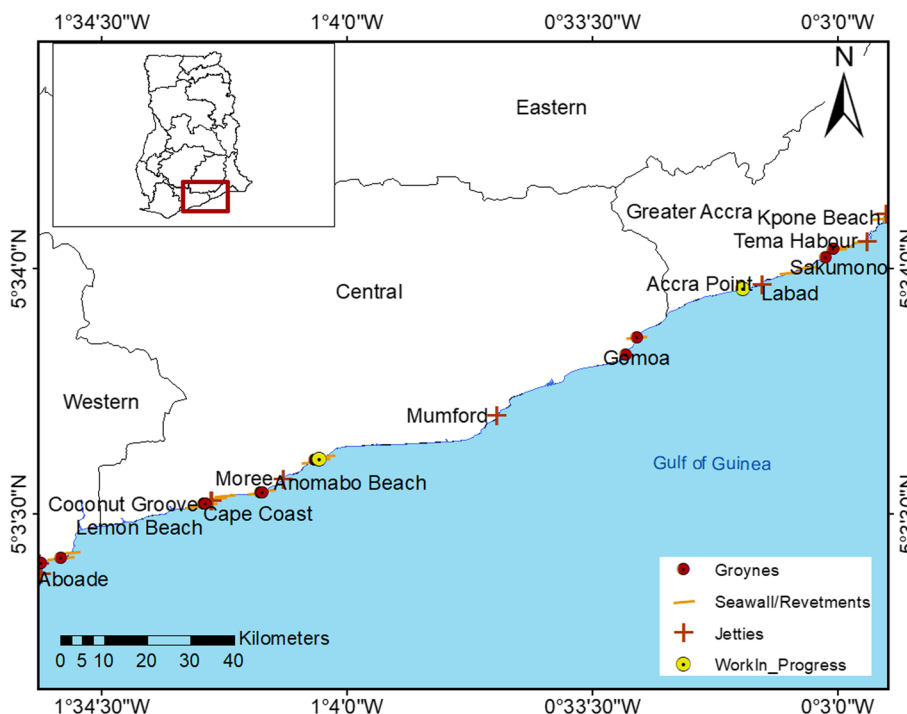 1°34'30"W 1°4'0"W 0°33'30"W 0°3'0"W
N
Eastern
Greater Accra
Kpone Beach
Tema Habour
5°34'0"N 5°34'0"N
Sakumono
Accra Point
Labad
Central
Gomoa
Western
Mumford
Gulf of Guinea
Moree
Anomabo Beach
Coconut Groove
Cape Coast
Lemon Beach
5°3'30"N 5°3'30"N
Aboade
Groynes
Seawall/Revetments
Jetties
WorkIn_Progress
Kilometers
0 5 10 20 30 40
1°34'30"W 1°4'0"W 0°33'30"W 0°3'0"W